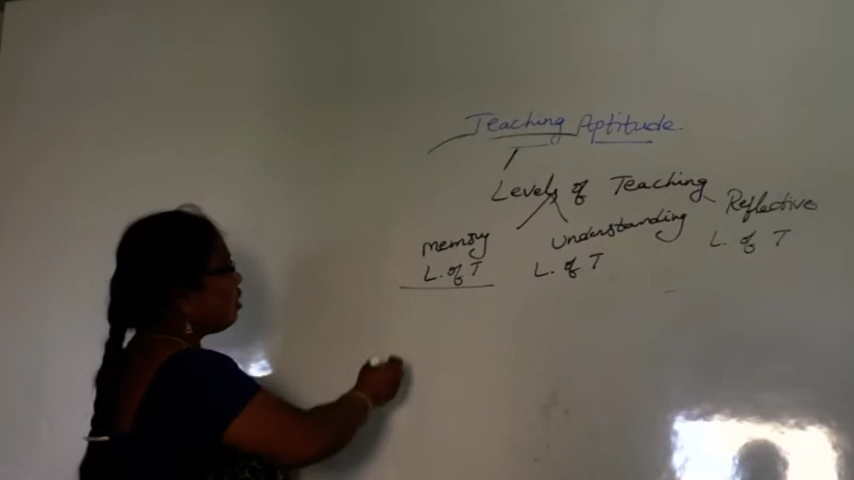 Teaching Aptitude.
Levels of Teaching
Memory
L. of T
Understanding
L. of T
Reflective
L. of T